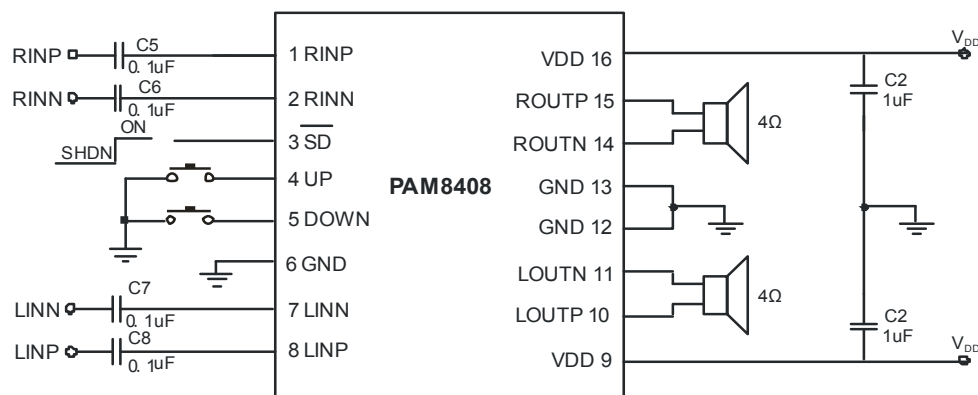 RINP
C5
0.1uF
1 RINP
RINN
C6
0.1uF
2 RINN
ON
SHDN
3 SD
4 UP
5 DOWN
6 GND
LINN
C7
0.1uF
7 LINN
LINP
C8
0.1uF
8 LINP
PAM8408
VDD 16
VDD
ROUTP 15
ROUTN 14
4Ω
C2
1uF
GND 13
GND 12
LOUTN 11
LOUTP 10
4Ω
C2
1uF
VDD 9
VDD